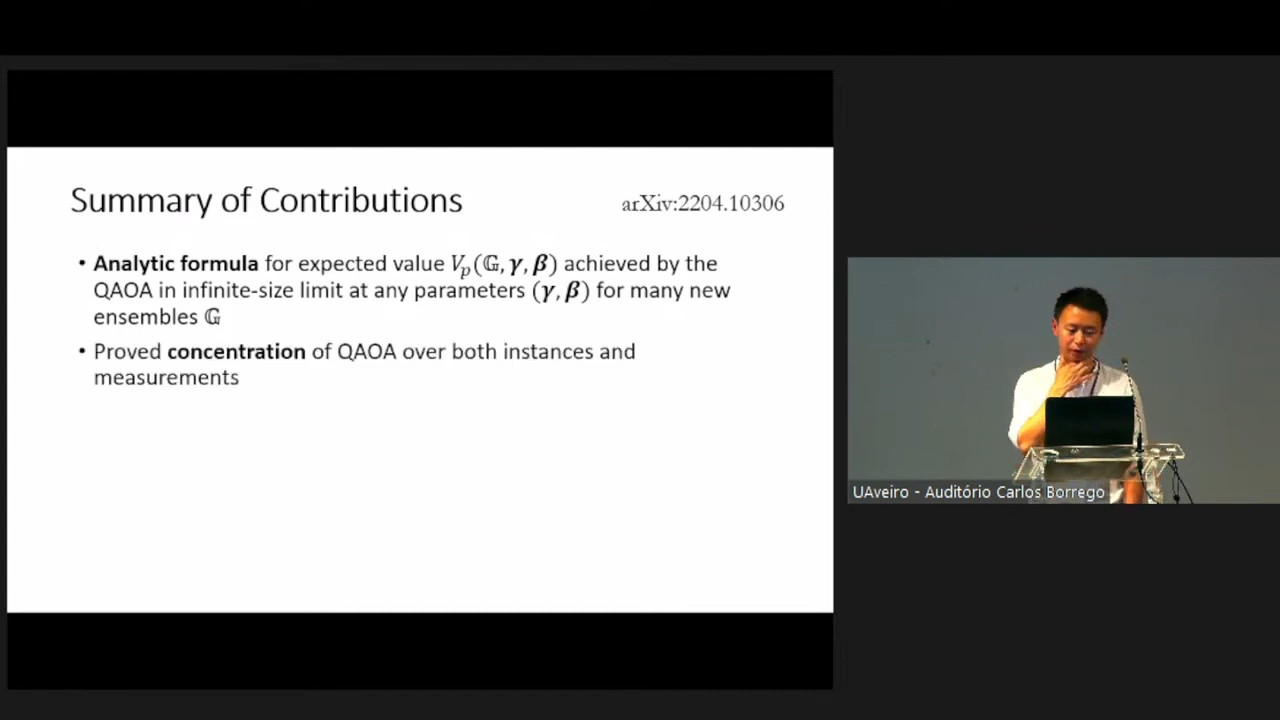 Summary of Contributions
arXiv:2204.10306
• Analytic formula for expected value Vₚ(𝔾, γ, β) achieved by the
QAOA in infinite-size limit at any parameters (γ, β) for many new
ensembles 𝔾
• Proved concentration of QAOA over both instances and
measurements
UAveiro - Auditório Carlos Borrego